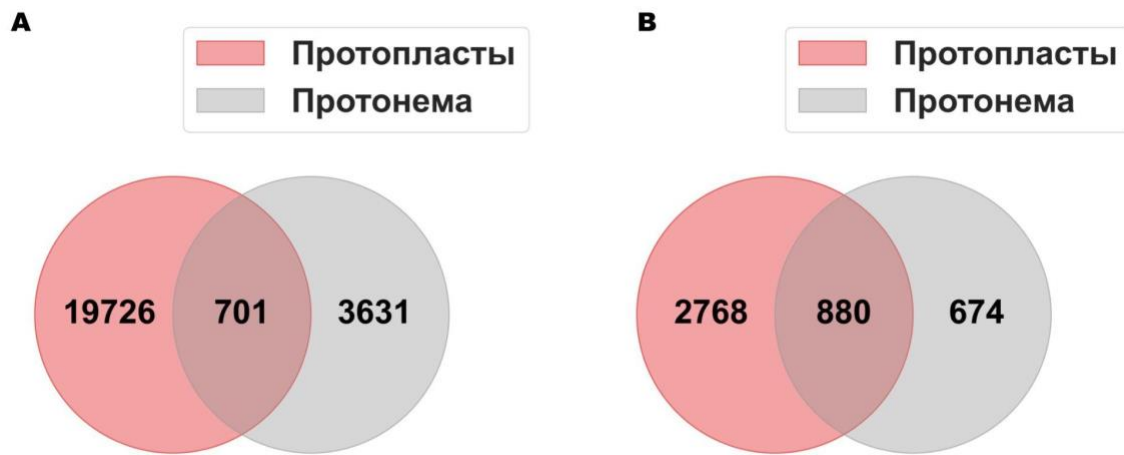 A
Протопласты
Протонема
19726 701 3631
B
Протопласты
Протонема
2768 880 674